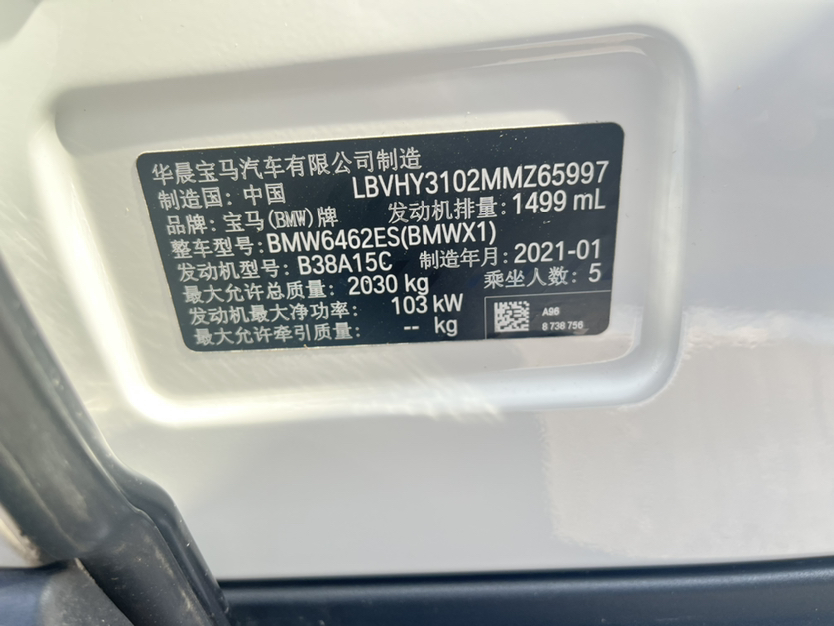 华晨宝马汽车有限公司制造
制造国: 中国 LBVHY3102MMZ65997
品牌: 宝马(BMW)牌 发动机排量: 1499 mL
整车型号: BMW6462ES(BMWX1)
发动机型号: B38A15C 制造年月: 2021-01
最大允许总质量: 2030 kg 乘坐人数: 5
发动机最大净功率: 103 kW
最大允许牵引质量: -- kg
A96
8 738 756